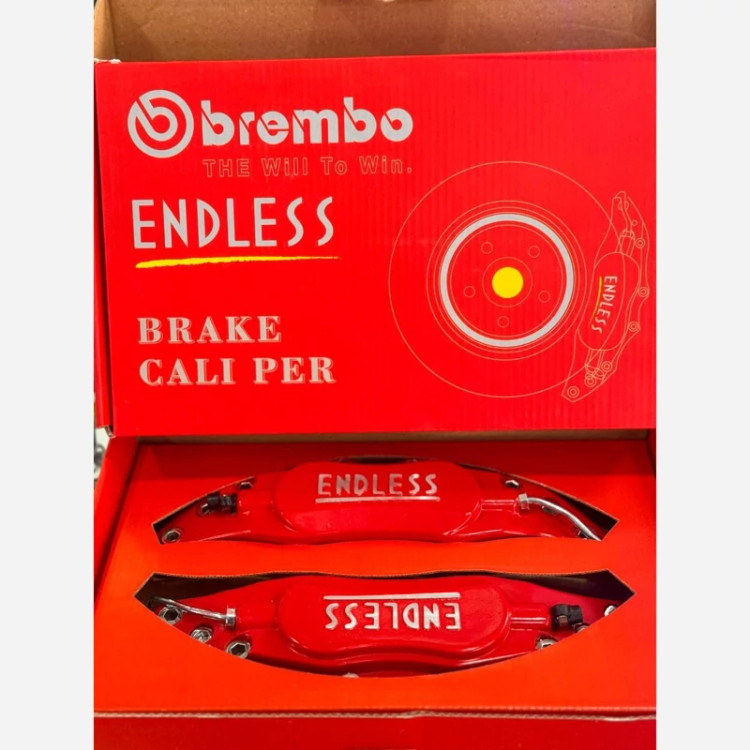 brembo
THE Will To Win.
ENDLESS
BRAKE
CALI PER
ENDLESS
ENDLESS
ENDLESS